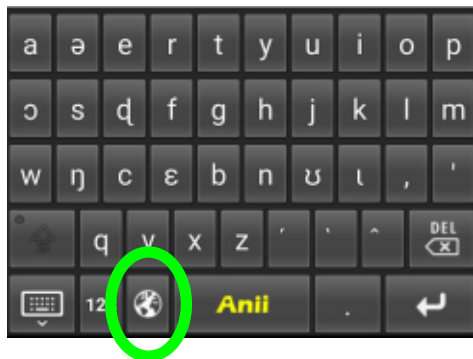 a ə e r t y u i o p
ɔ s ɖ f g h j k l m
w ŋ c ɛ b n ʊ ɩ , '
q v x z ˊ ˋ ˆ DEL
12 Anii .